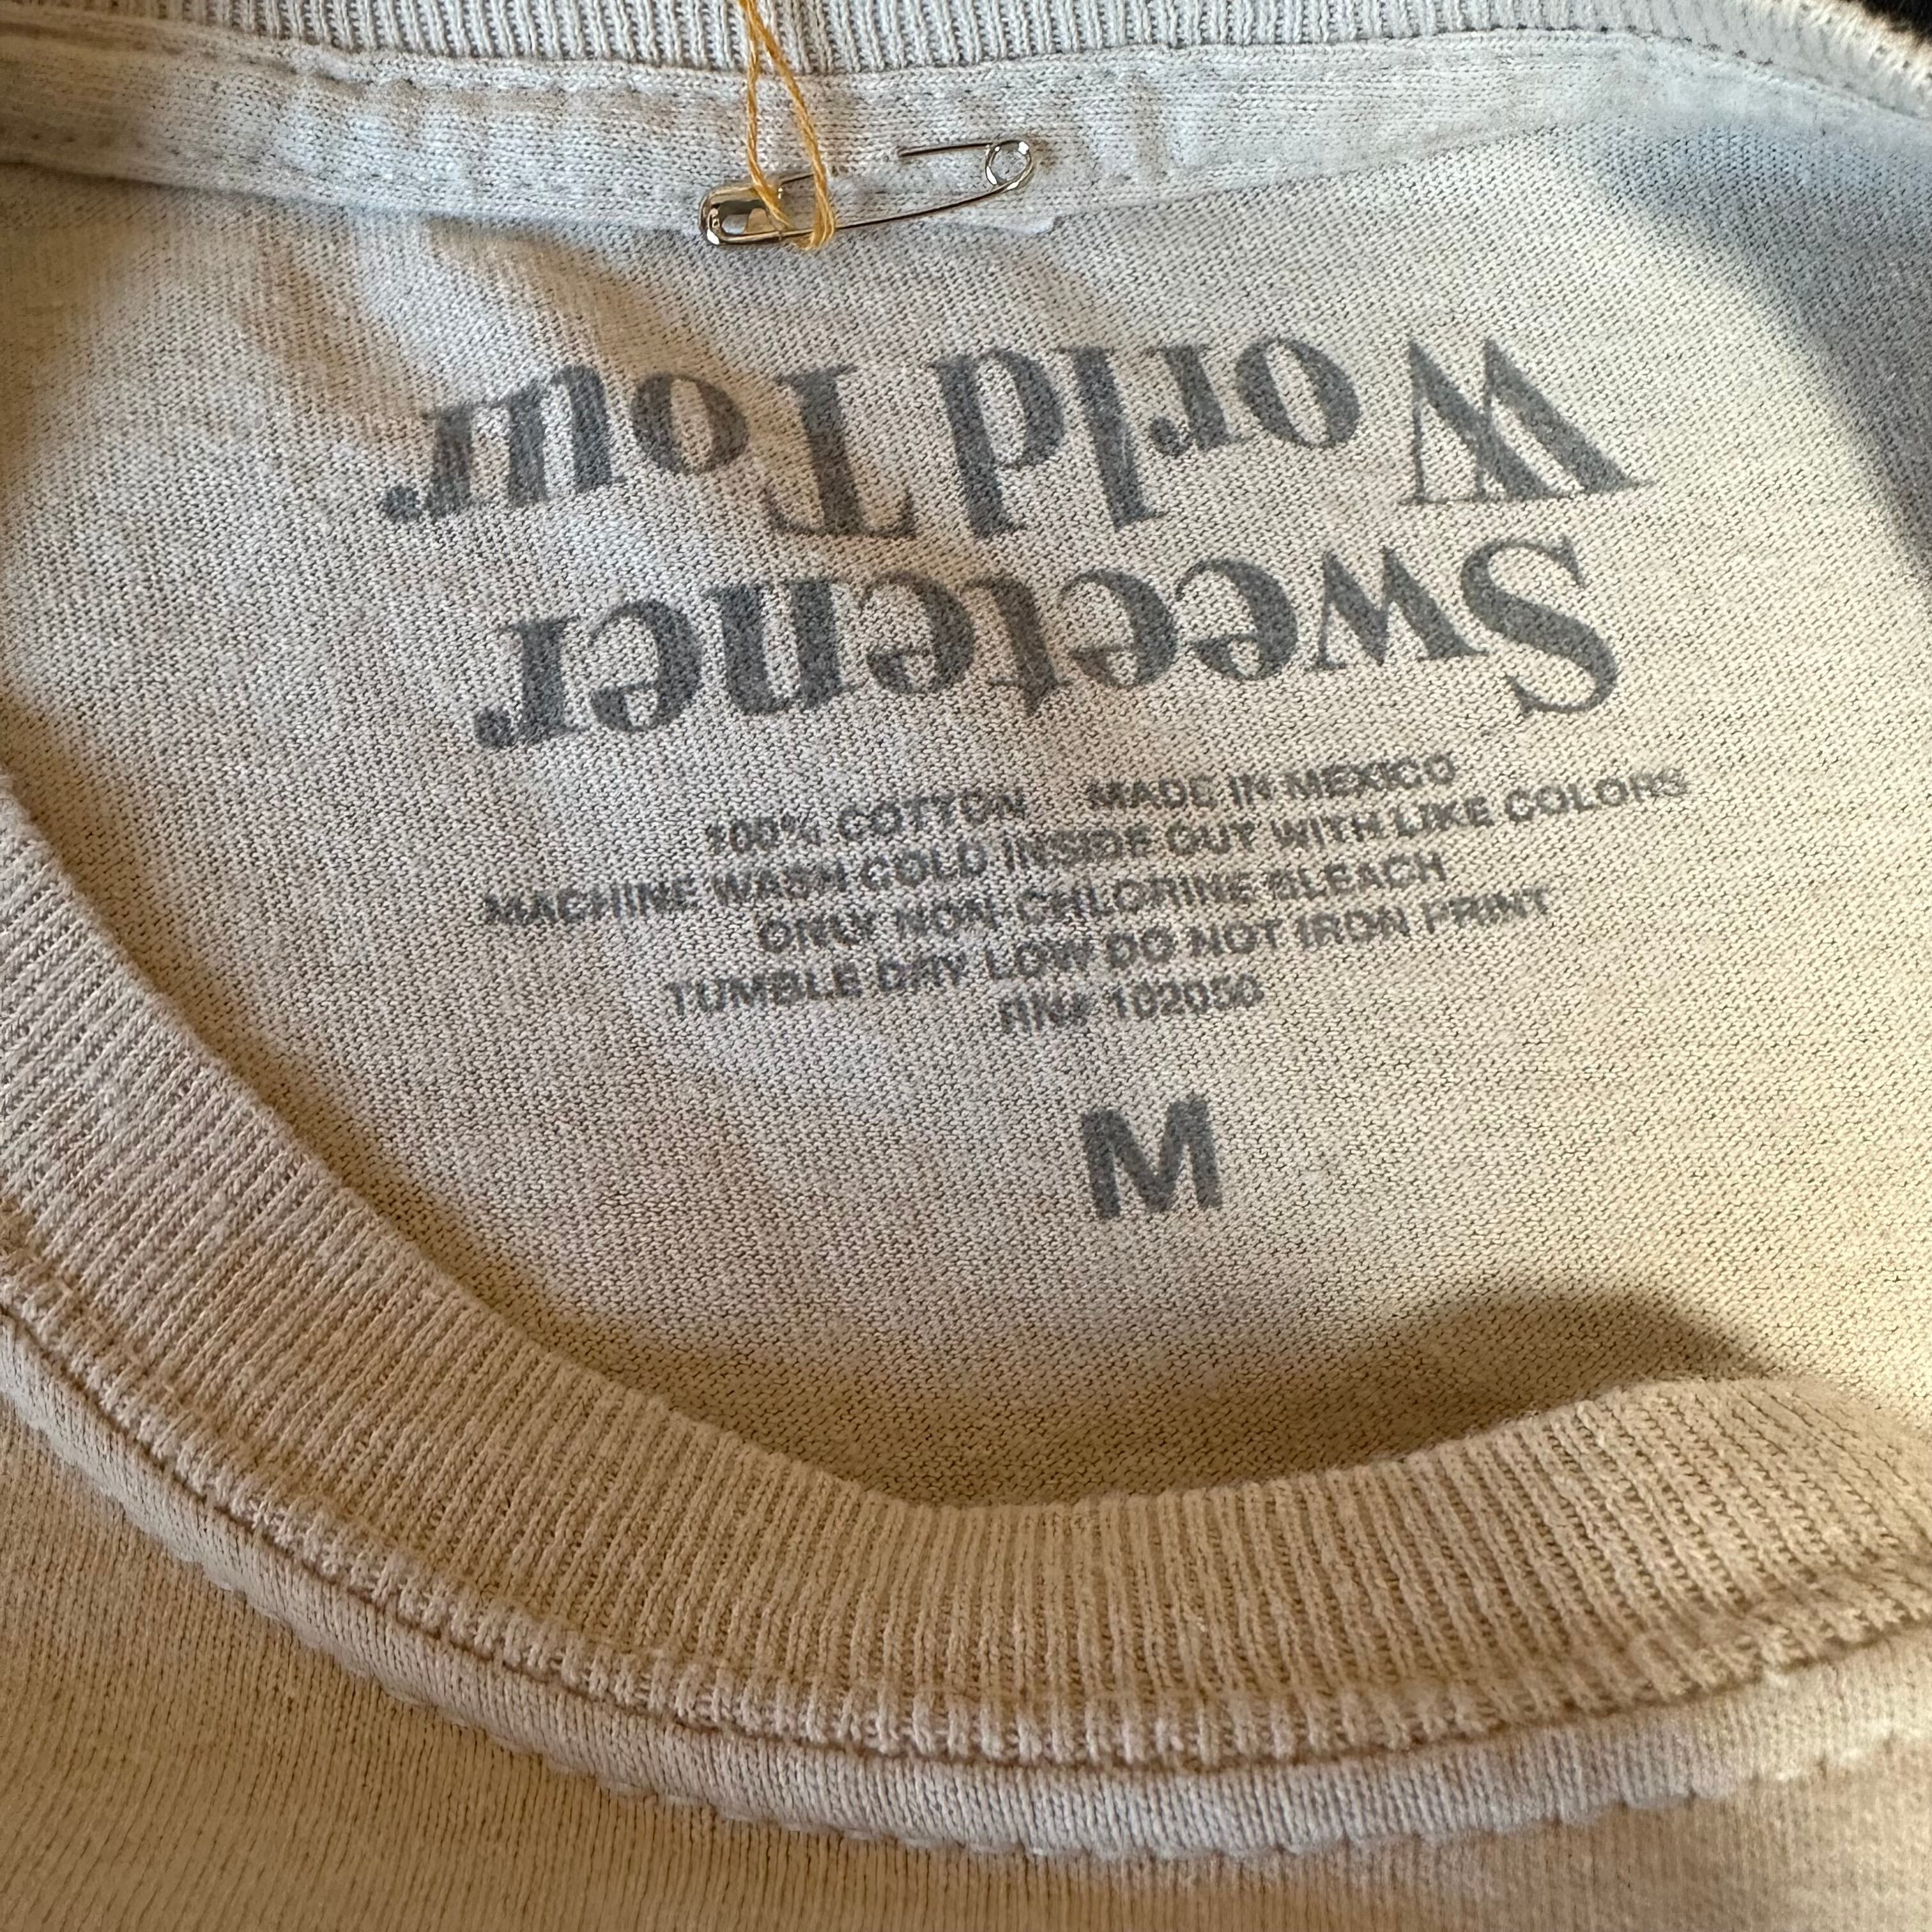 Sweetener
World Tour
100% COTTON MADE IN MEXICO
MACHINE WASH COLD INSIDE OUT WITH LIKE COLORS
ONLY NON-CHLORINE BLEACH
TUMBLE DRY LOW DO NOT IRON PRINT
RN# 102050
M